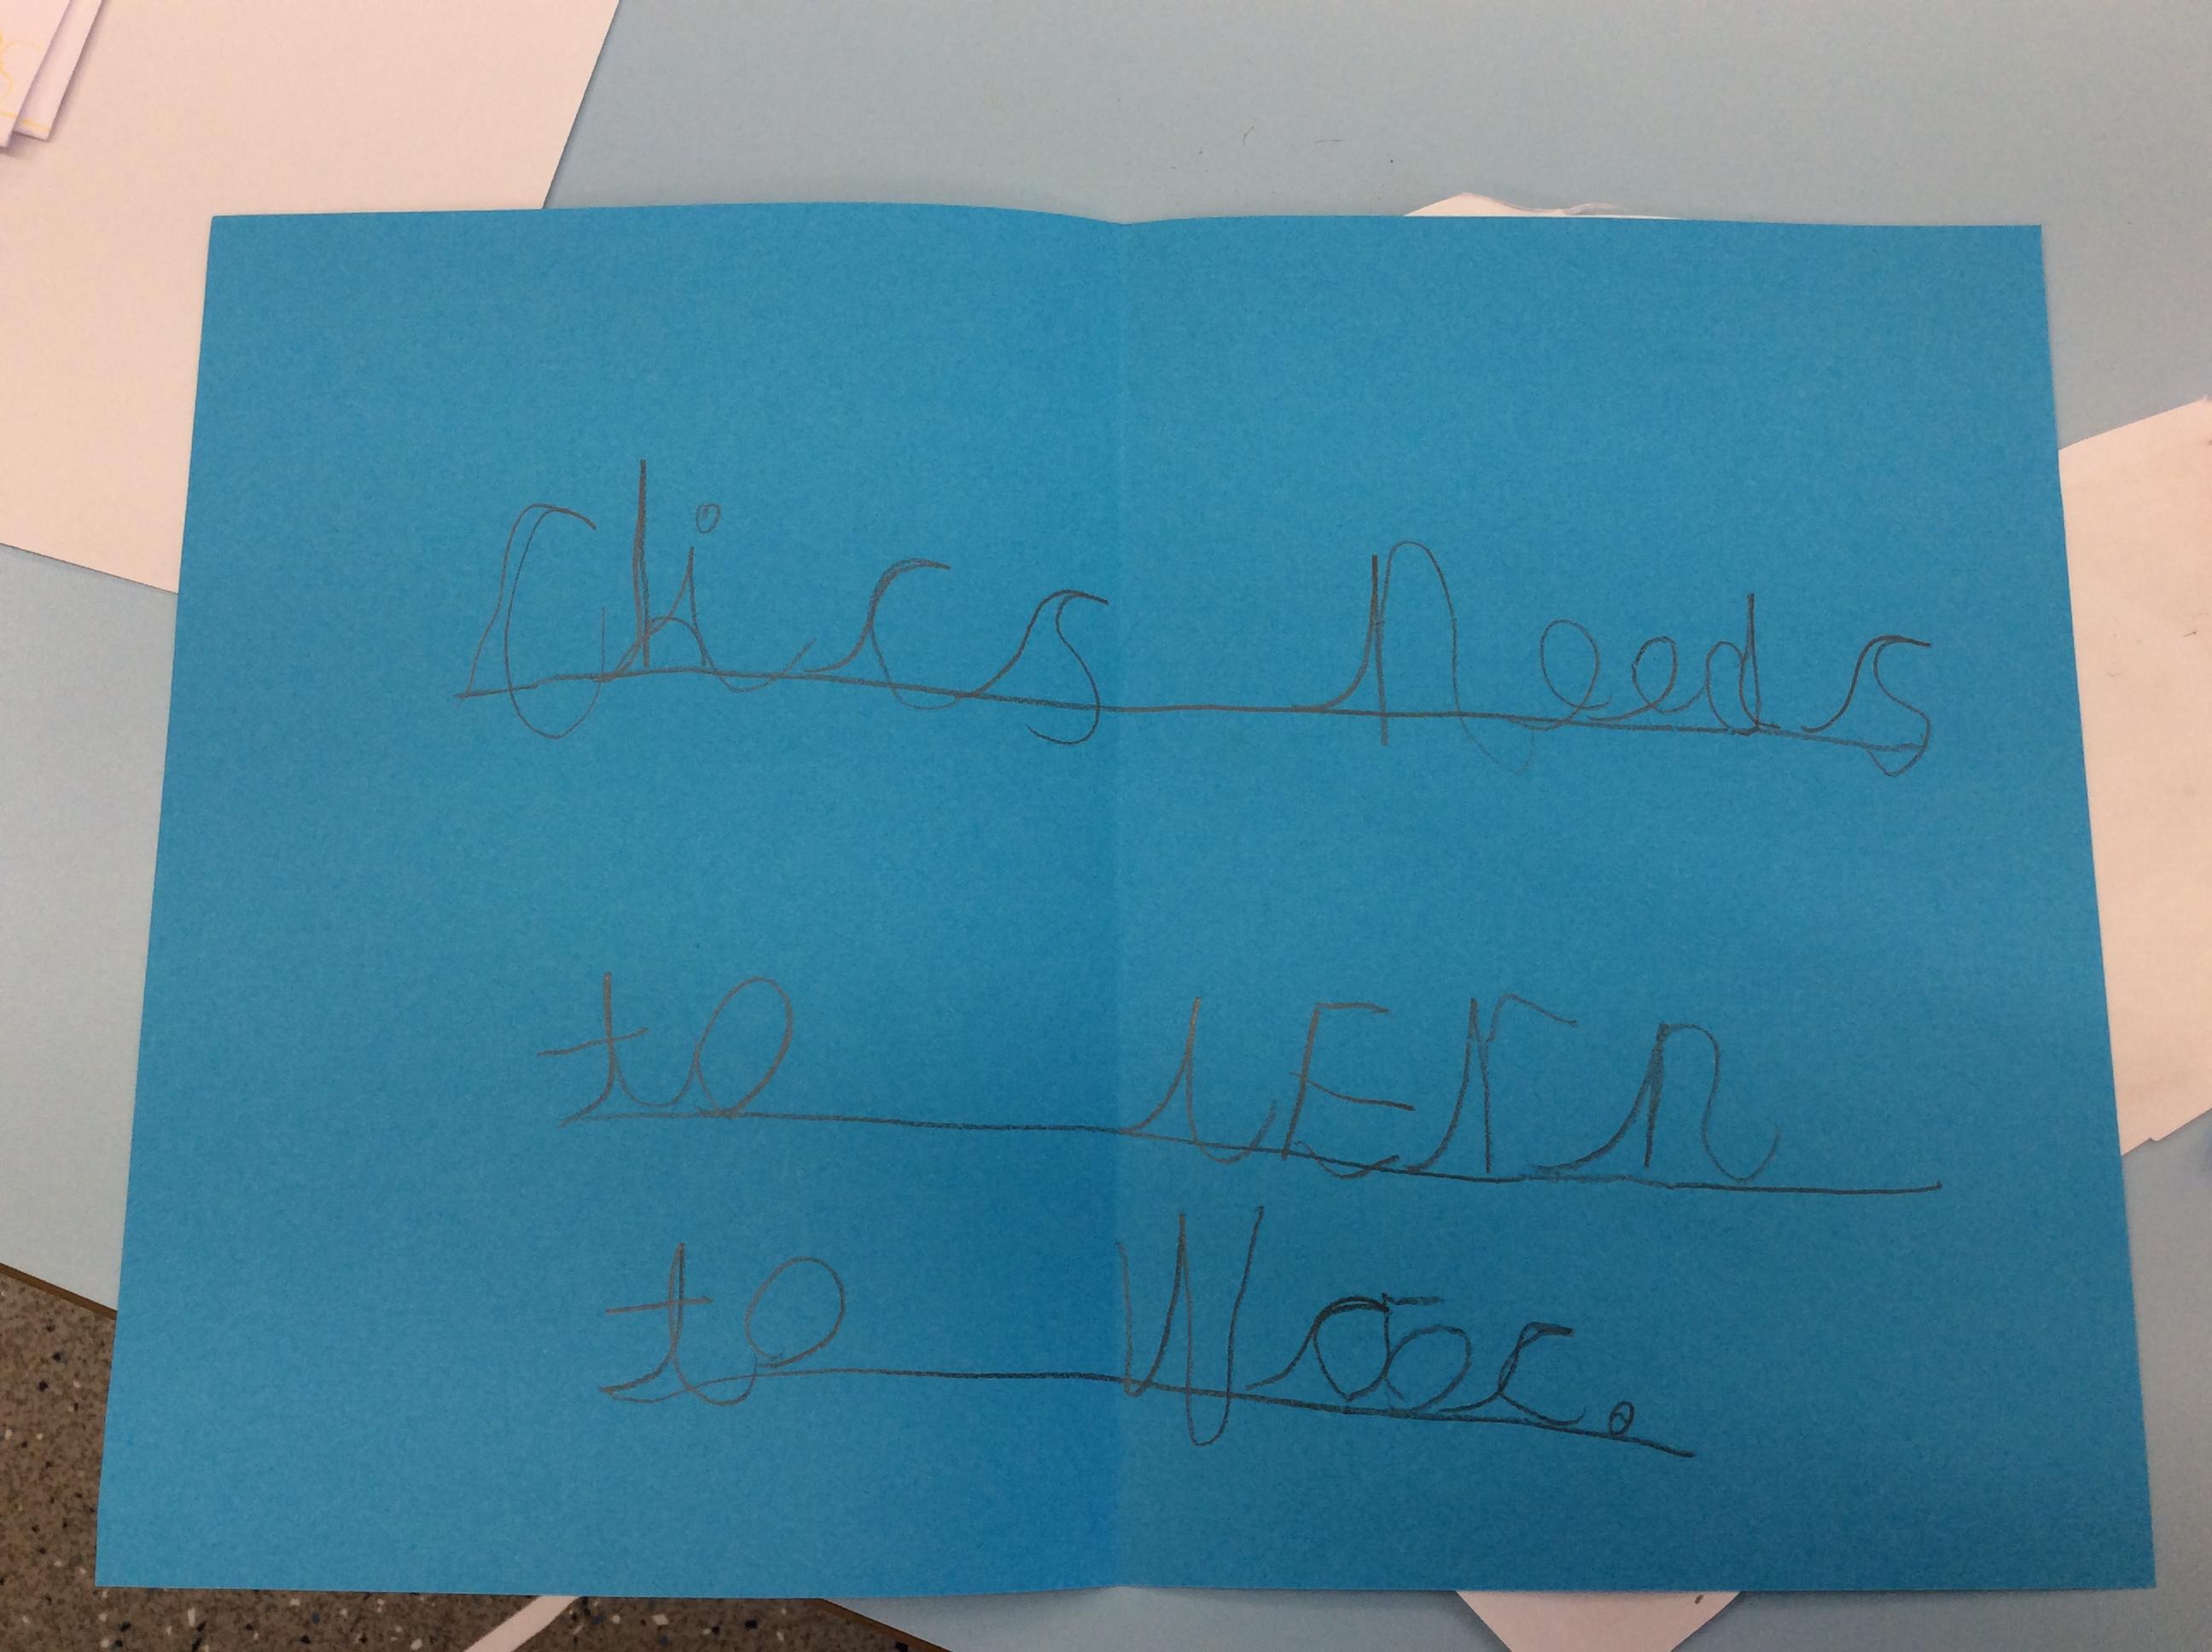 Chics Needs
to lErn
to Wooc.